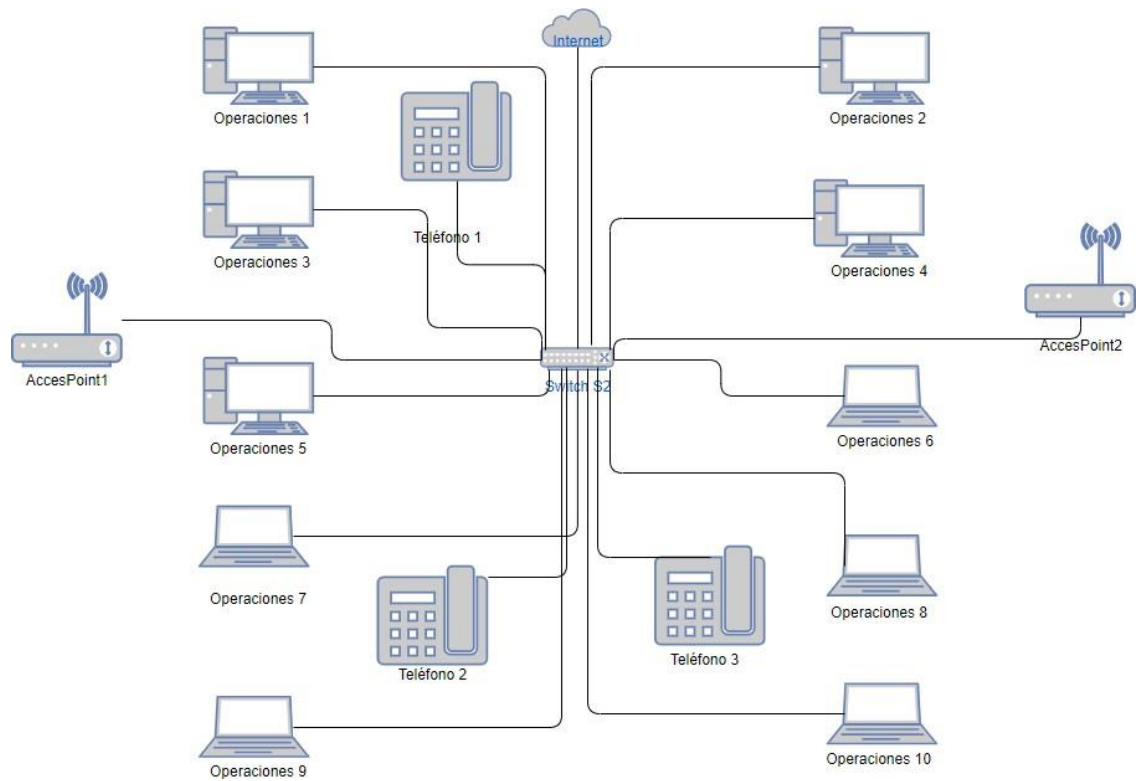 Internet
Operaciones 1
Operaciones 2
Teléfono 1
Operaciones 3
Operaciones 4
AccesPoint1
AccesPoint2
Switch S2
Operaciones 5
Operaciones 6
Operaciones 7
Operaciones 8
Teléfono 2
Teléfono 3
Operaciones 9
Operaciones 10